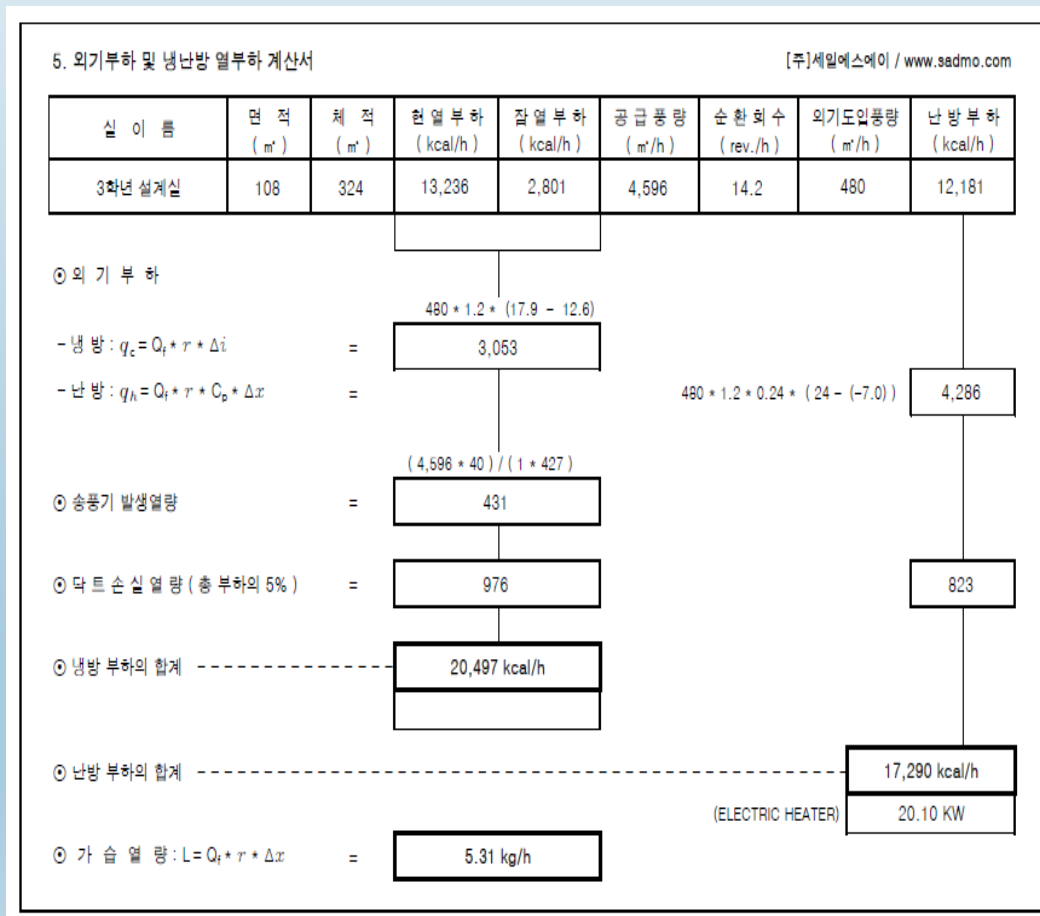 5. 외기부하 및 냉난방 열부하 계산서
[주]세일에스에이 / www.sadmo.com
실 이 름 면 적 ( ㎡ ) 체 적 ( ㎡ ) 현 열 부 하 ( kcal/h ) 잠 열 부 하 ( kcal/h ) 공 급 풍 량 ( ㎥/h ) 순 환 회 수 ( rev./h ) 외기도입풍량 ( ㎥/h ) 난 방 부 하 ( kcal/h )
3학년 설계실 108 324 13,236 2,801 4,596 14.2 480 12,181
⊙ 외 기 부 하
480 * 1.2 * (17.9 - 12.6)
- 냉 방 : q꜀ = Qf * r * Δi = 3,053
- 난 방 : qₕ = Qf * r * Cp * Δx = 480 * 1.2 * 0.24 * ( 24 - (-7.0) ) 4,286
( 4,596 * 40 ) / ( 1 * 427 )
⊙ 송풍기 발생열량 = 431
⊙ 닥 트 손 실 열 량 ( 총 부하의 5% ) = 976 823
⊙ 냉방 부하의 합계 20,497 kcal/h
⊙ 난방 부하의 합계 17,290 kcal/h
(ELECTRIC HEATER) 20.10 KW
⊙ 가 습 열 량 : L = Qf * r * Δx = 5.31 kg/h